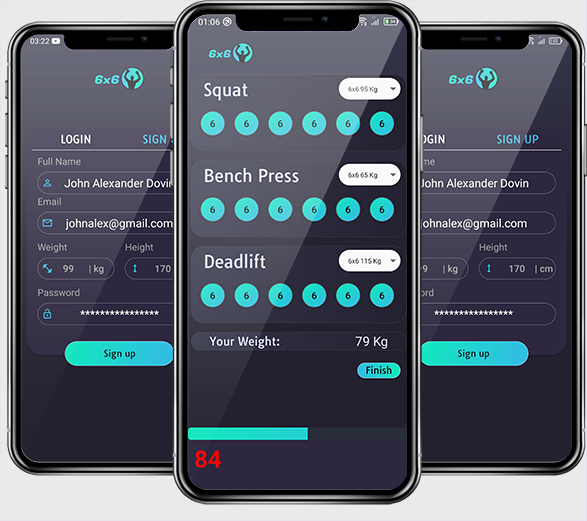 03:22
6x6
LOGIN
SIGN
Full Name
John Alexander Dovin
Email
johnalex@gmail.com
Weight
Height
99 | kg
170
Password
****************
Sign up
01:06
6x6
Squat
6x6 95 Kg
6 6 6 6 6 6
Bench Press
6x6 65 Kg
6 6 6 6 6 6
Deadlift
6x6 115 Kg
6 6 6 6 6 6
Your Weight:
79 Kg
Finish
84
6x6
OGIN
SIGN UP
me
John Alexander Dovin
johnalex@gmail.com
Height
| kg
170 | cm
ord
****************
Sign up